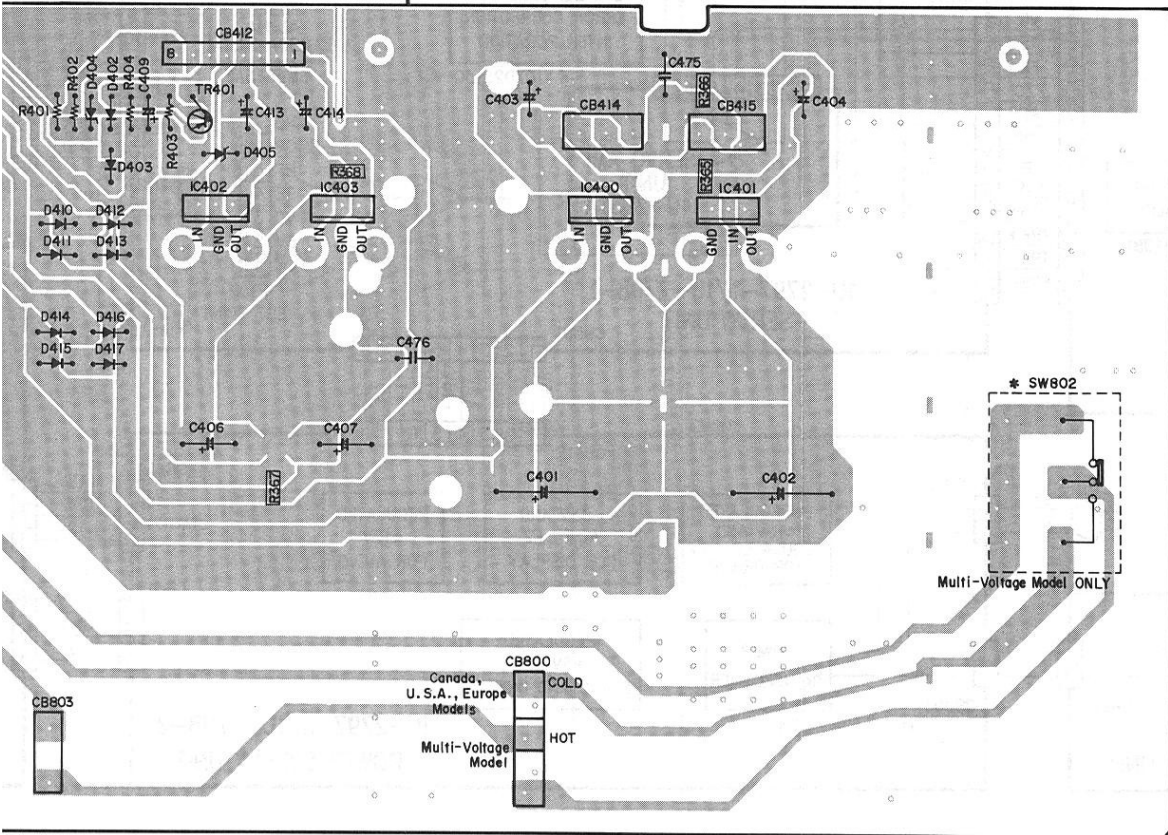 CB412
8
1
R401
R402
D404
D402
R404
C409
R403
TR401
C413
C414
D403
D405
R368
C403
C475
R366
CB414
CB415
C404
R365
IC402
IC403
IC400
IC401
IN
GND
OUT
IN
GND
OUT
IN
GND
OUT
GND
IN
OUT
D410
D412
D411
D413
D414
D416
D415
D417
C476
C406
C407
R367
C401
C402
* SW802
Multi-Voltage Model ONLY
CB800
Canada,
U.S.A., Europe
Models
COLD
HOT
Multi-Voltage
Model
CB803